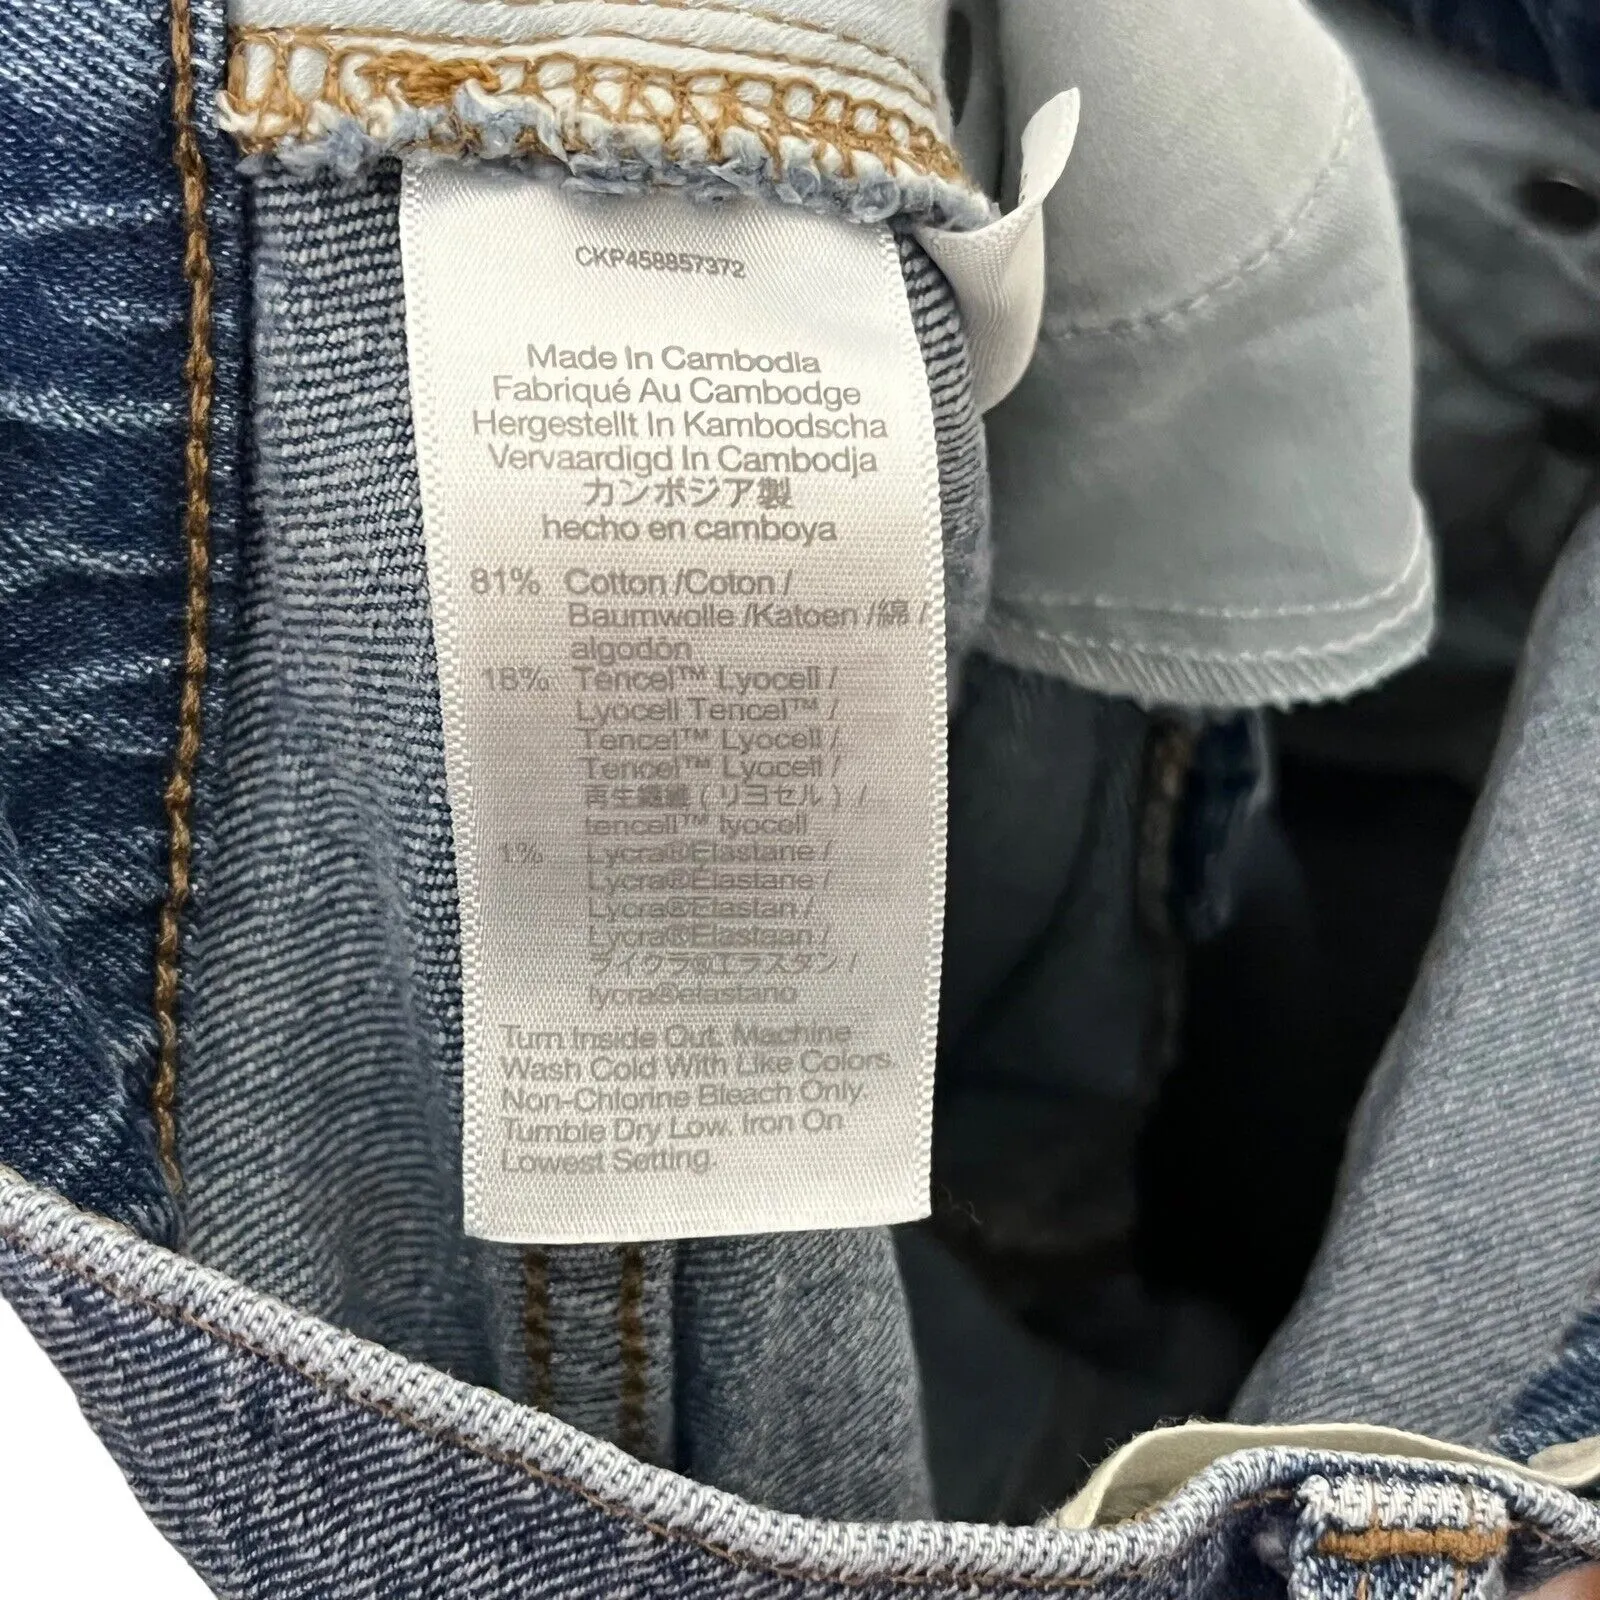 CKP458857372
Made In Cambodia
Fabriqué Au Cambodge
Hergestellt In Kambodscha
Vervaardigd In Cambodja
カンボジア製
hecho en camboya
81% Cotton /Coton /
Baumwolle /Katoen /綿 /
algodón
18% Tencel™ Lyocell /
Lyocell Tencel™ /
Tencel™ Lyocell /
Tencel™ Lyocell /
再生繊維 ( リヨセル ) /
tencell™ lyocell
1% Lycra®Elastane /
Lycra®Élastane /
Lycra®Elastan /
Lycra®Elastaan /
ライクラ®エラスタン /
lycra®elastano
Turn Inside Out. Machine
Wash Cold With Like Colors.
Non-Chlorine Bleach Only.
Tumble Dry Low. Iron On
Lowest Setting.